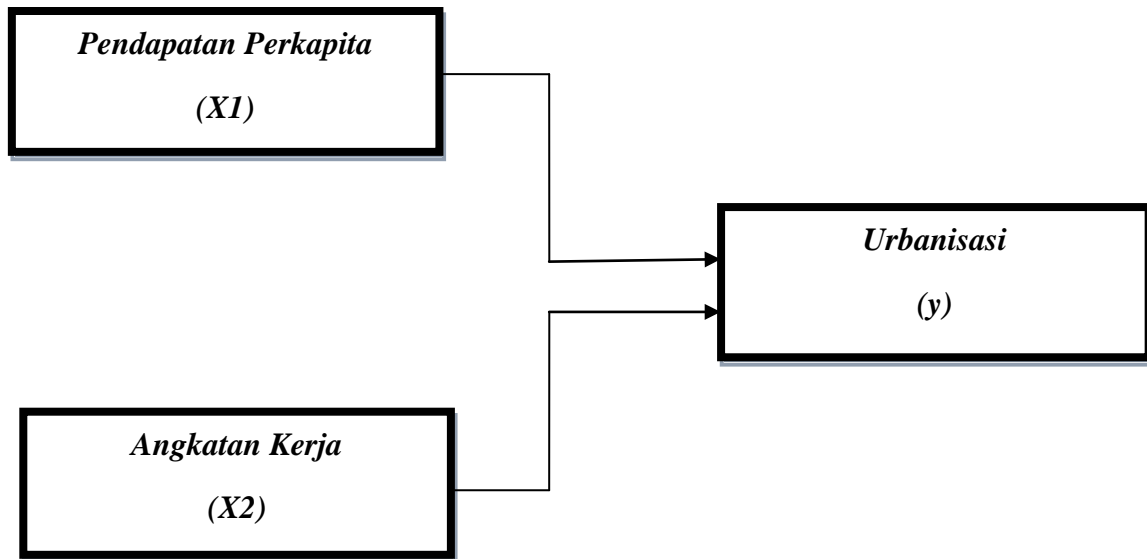 Pendapatan Perkapita
(X1)
Urbanisasi
(y)
Angkatan Kerja
(X2)